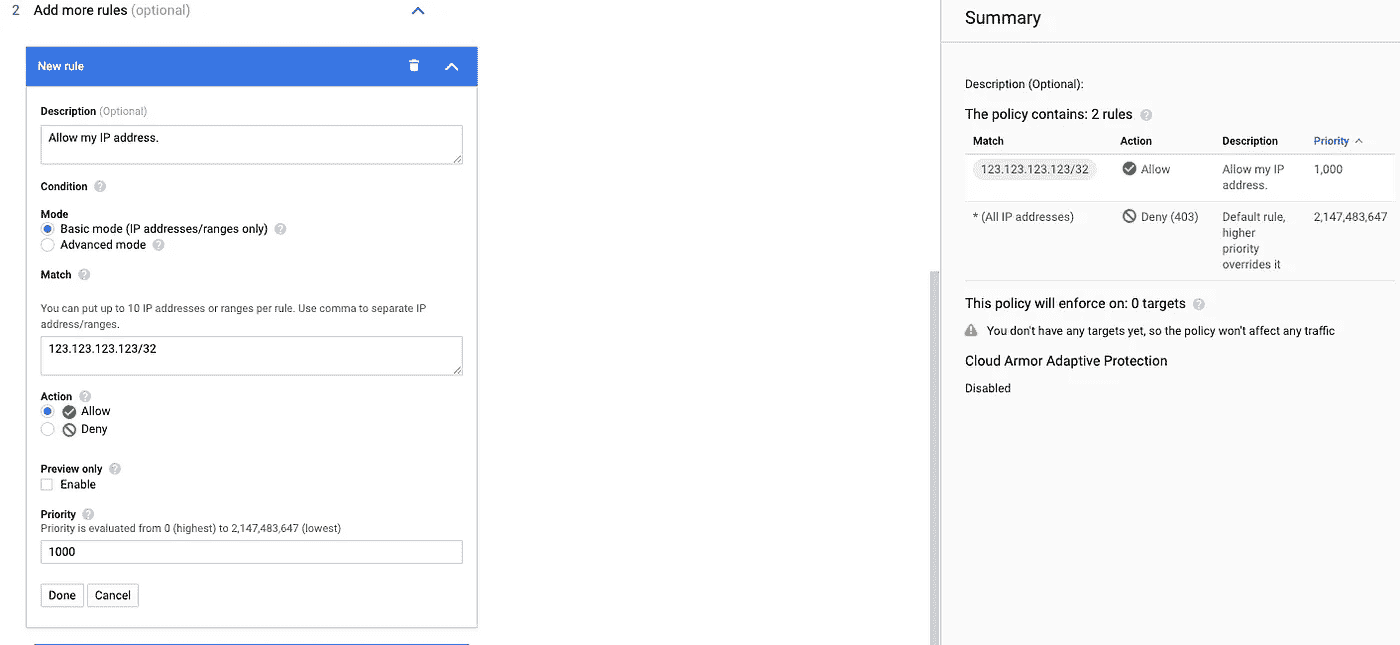 2 Add more rules (optional)
New rule
Description (Optional)
Allow my IP address.
Condition
Mode
Basic mode (IP addresses/ranges only)
Advanced mode
Match
You can put up to 10 IP addresses or ranges per rule. Use comma to separate IP
address/ranges.
123.123.123.123/32
Action
Allow
Deny
Preview only
Enable
Priority
Priority is evaluated from 0 (highest) to 2,147,483,647 (lowest)
1000
Done Cancel
Summary
Description (Optional):
The policy contains: 2 rules
Match Action Description Priority
123.123.123.123/32 Allow Allow my IP 1,000
address.
* (All IP addresses) Deny (403) Default rule, 2,147,483,647
higher
priority
overrides it
This policy will enforce on: 0 targets
You don't have any targets yet, so the policy won't affect any traffic
Cloud Armor Adaptive Protection
Disabled